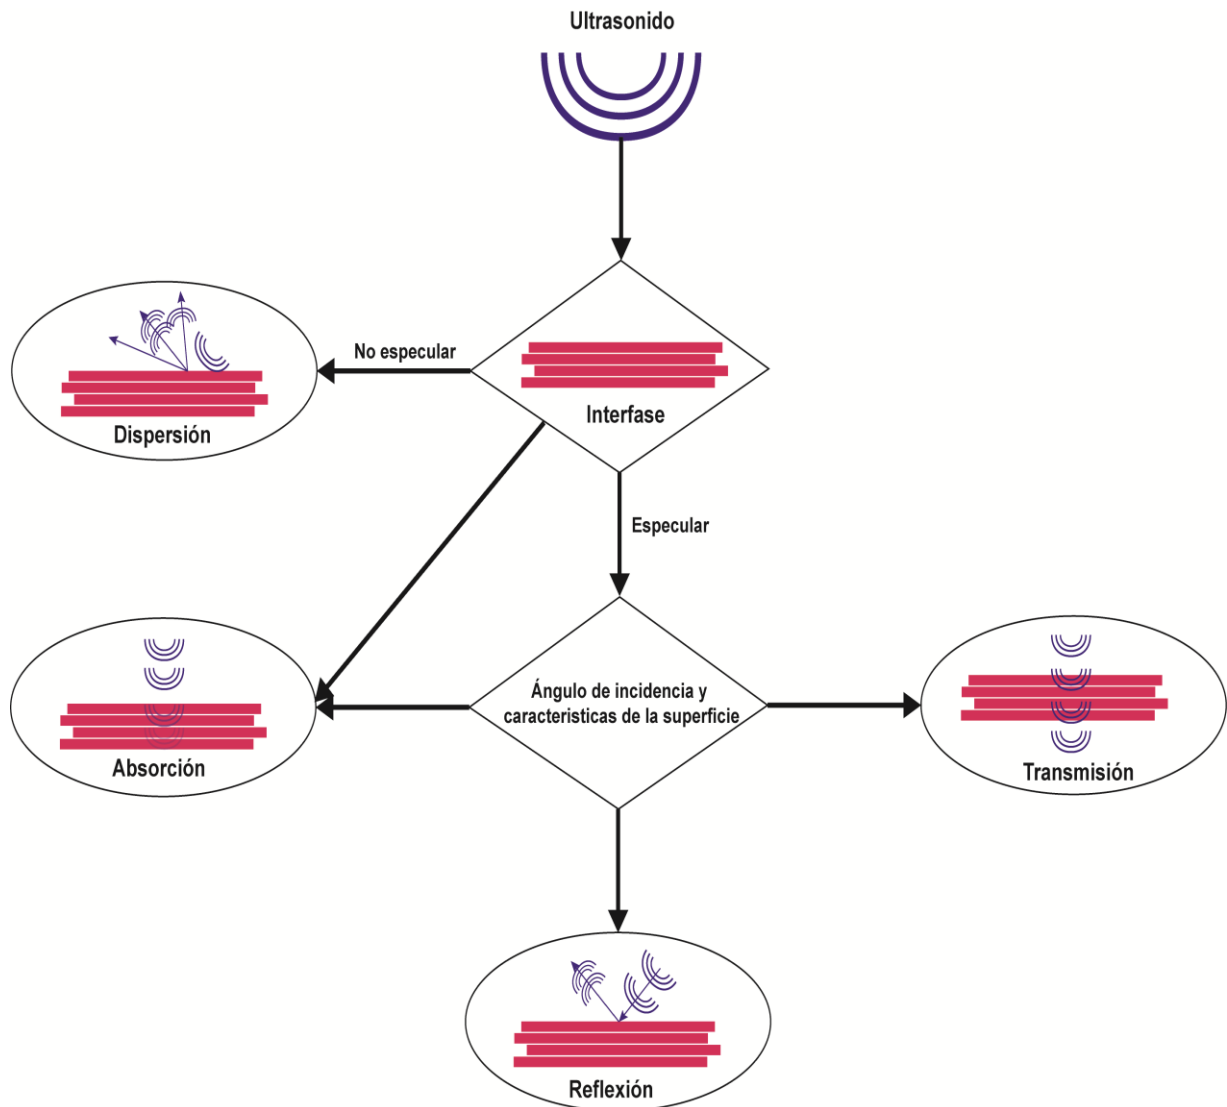 Ultrasonido
No especular
Interfase
Dispersión
Especular
Ángulo de incidencia y
caracteristicas de la superficie
Absorción
Transmisión
Reflexión